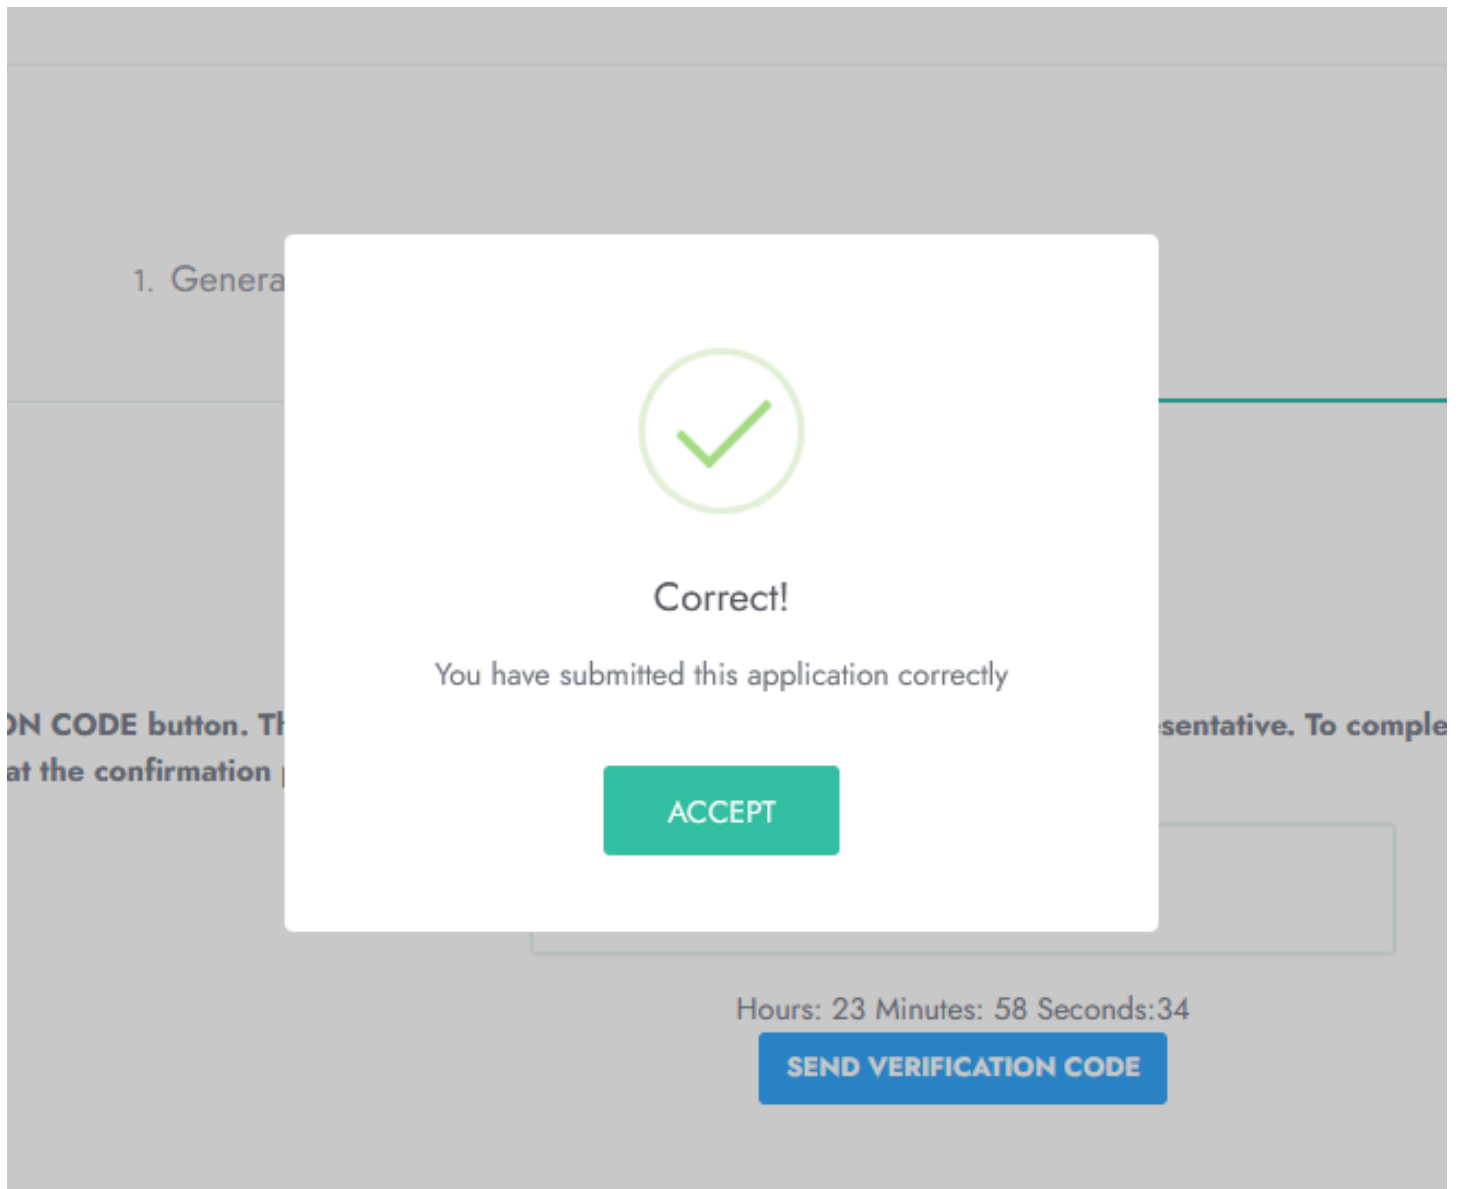 1. Genera
Correct!
You have submitted this application correctly
ON CODE button. Th
sentative. To comple
at the confirmation
ACCEPT
Hours: 23 Minutes: 58 Seconds:34
SEND VERIFICATION CODE